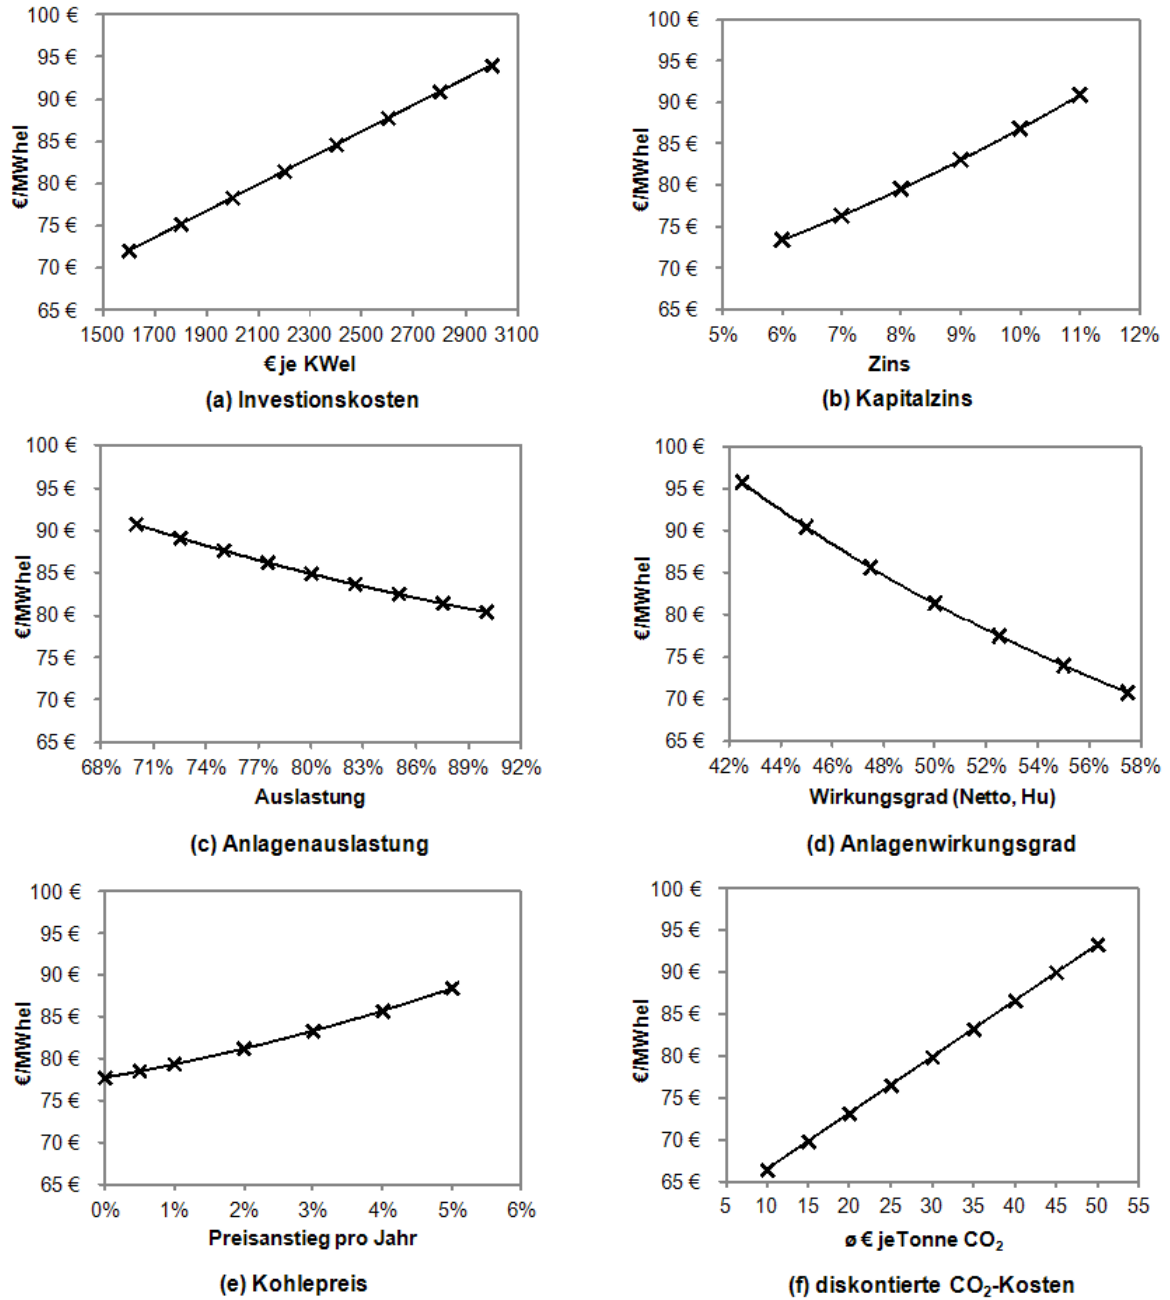 100 €
95 €
90 €
85 €
80 €
75 €
70 €
65 €
€/MWhel
1500 1700 1900 2100 2300 2500 2700 2900 3100
€ je KWel
(a) Investionskosten
100 €
95 €
90 €
85 €
80 €
75 €
70 €
65 €
€/MWhel
5% 6% 7% 8% 9% 10% 11% 12%
Zins
(b) Kapitalzins
100 €
95 €
90 €
85 €
80 €
75 €
70 €
65 €
€/MWhel
68% 71% 74% 77% 80% 83% 86% 89% 92%
Auslastung
(c) Anlagenauslastung
100 €
95 €
90 €
85 €
80 €
75 €
70 €
65 €
€/MWhel
42% 44% 46% 48% 50% 52% 54% 56% 58%
Wirkungsgrad (Netto, Hu)
(d) Anlagenwirkungsgrad
100 €
95 €
90 €
85 €
80 €
75 €
70 €
65 €
€/MWhel
0% 1% 2% 3% 4% 5% 6%
Preisanstieg pro Jahr
(e) Kohlepreis
100 €
95 €
90 €
85 €
80 €
75 €
70 €
65 €
€/MWhel
5 10 15 20 25 30 35 40 45 50 55
ø € jeTonne CO₂
(f) diskontierte CO₂-Kosten